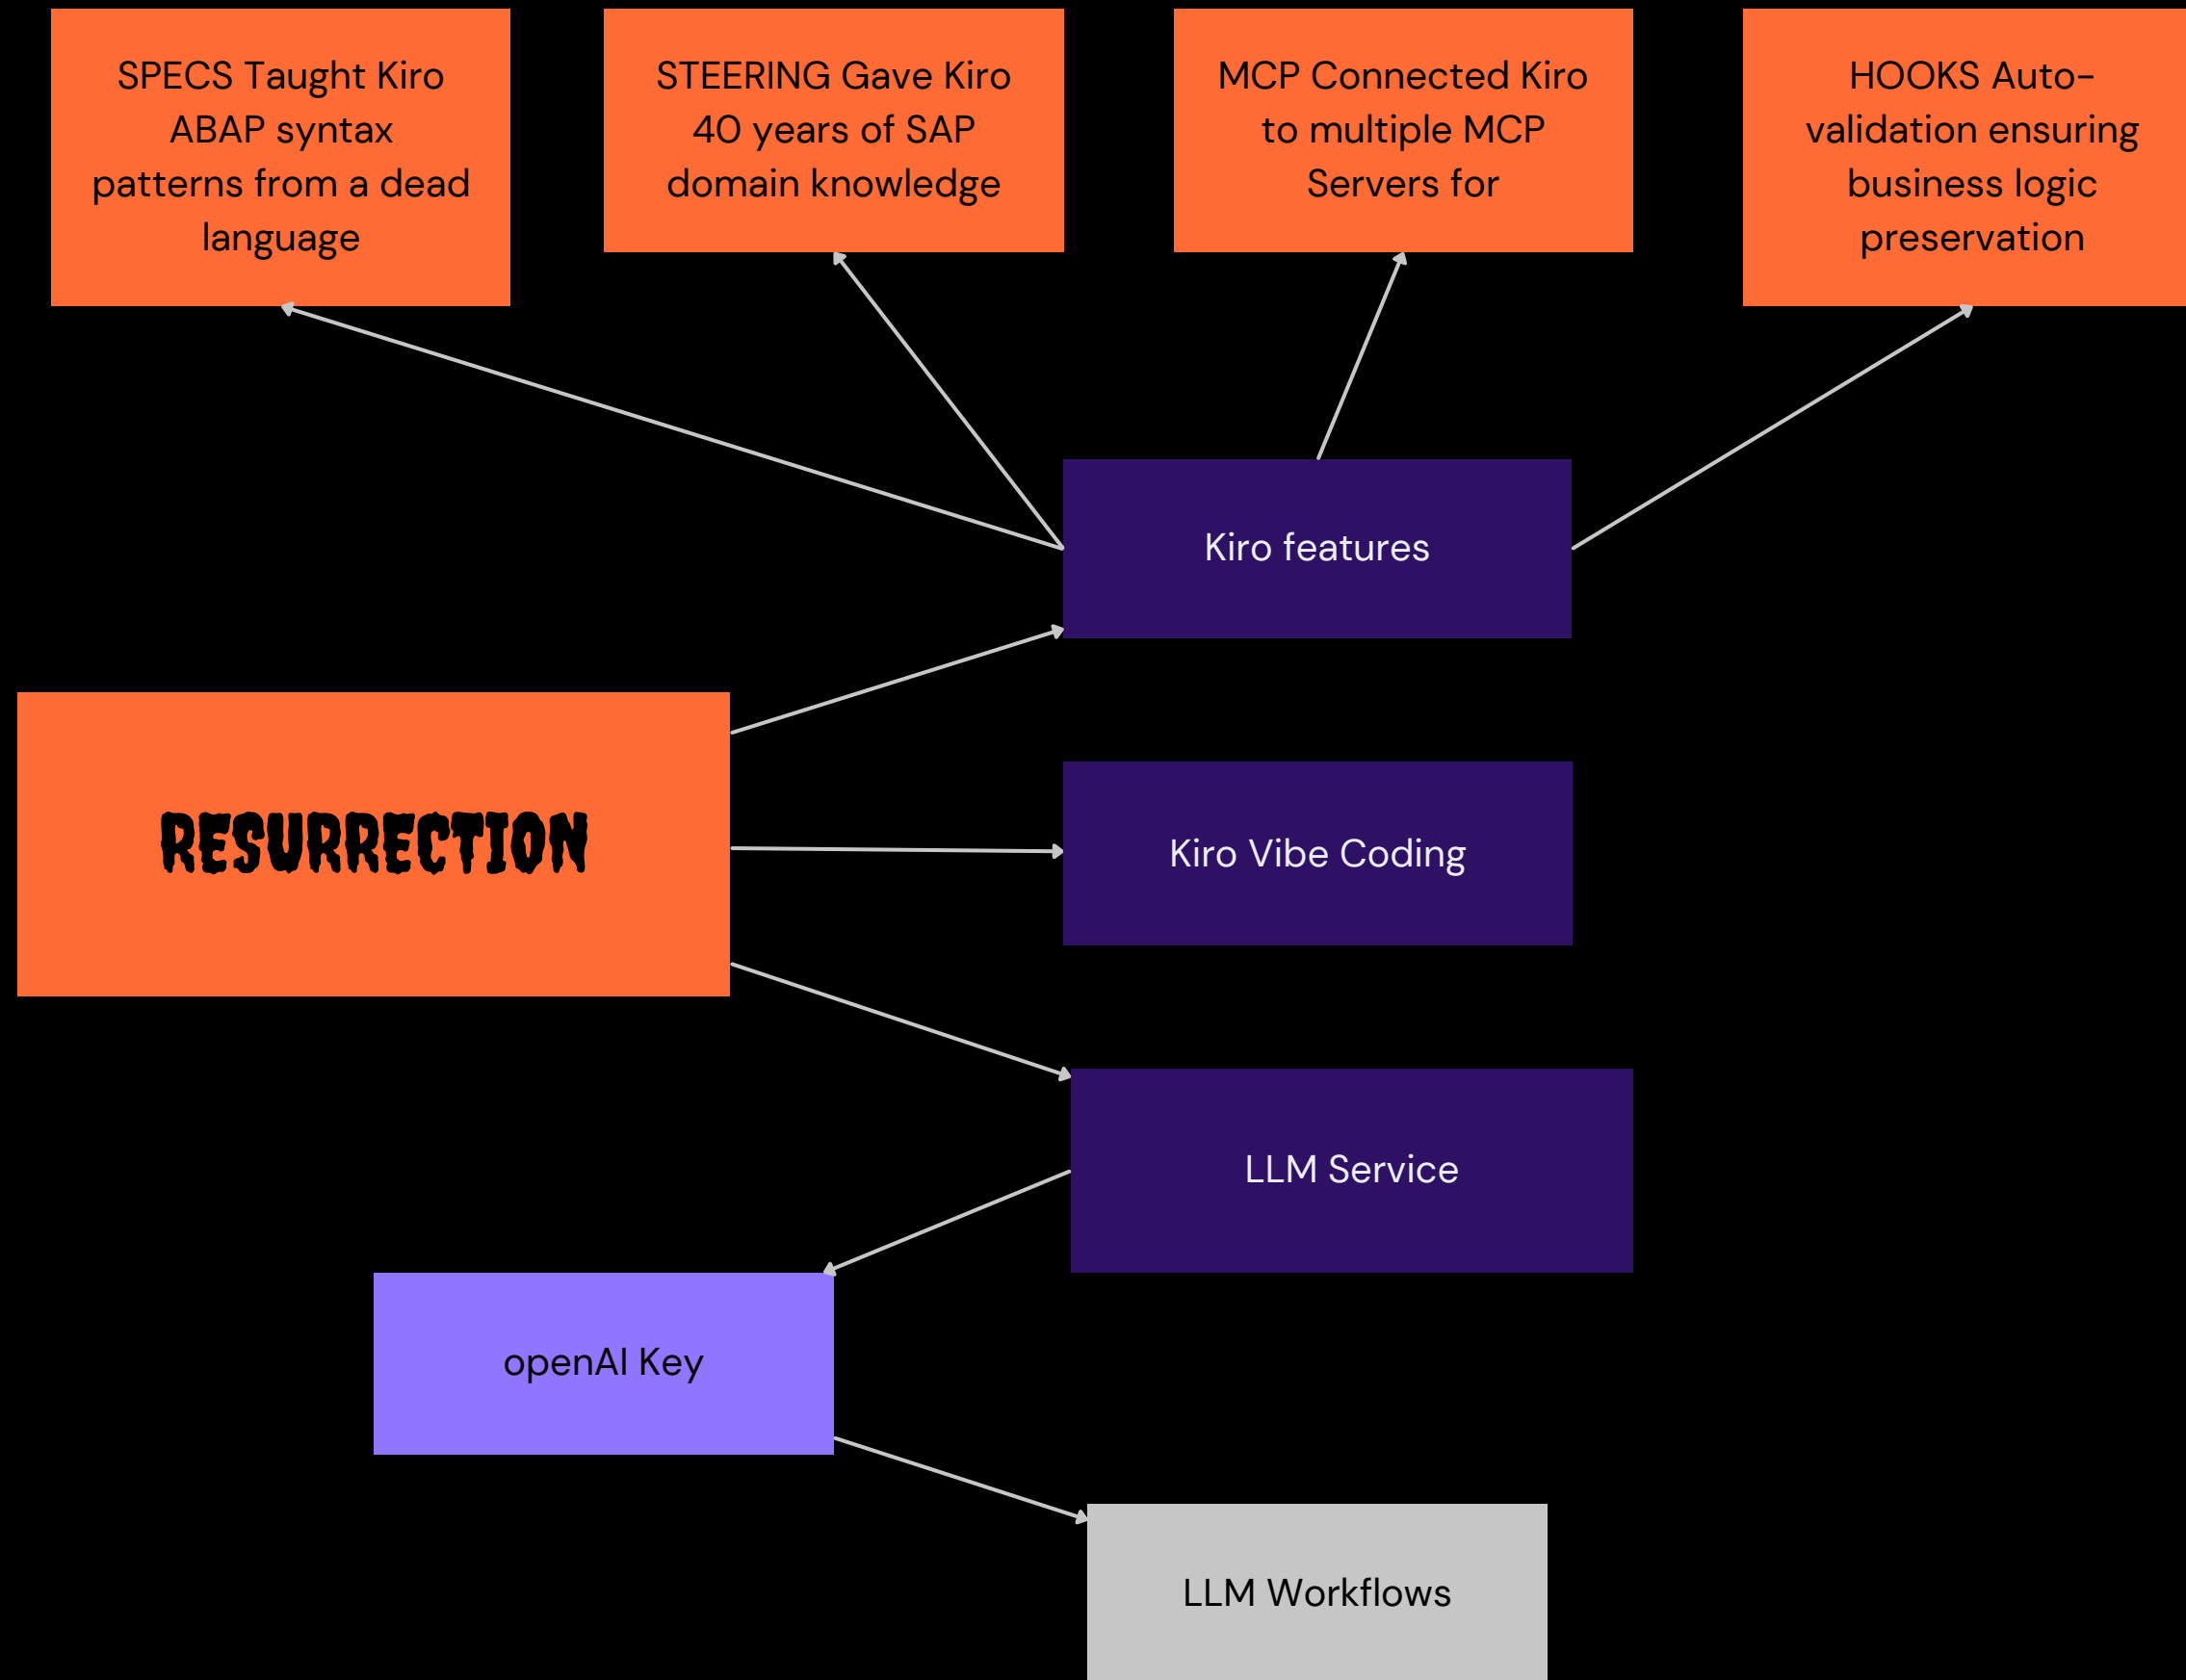 SPECS Taught Kiro
ABAP syntax
patterns from a dead
language
STEERING Gave Kiro
40 years of SAP
domain knowledge
MCP Connected Kiro
to multiple MCP
Servers for
HOOKS Auto-
validation ensuring
business logic
preservation
Kiro features
RESURRECTION
Kiro Vibe Coding
LLM Service
openAI Key
LLM Workflows